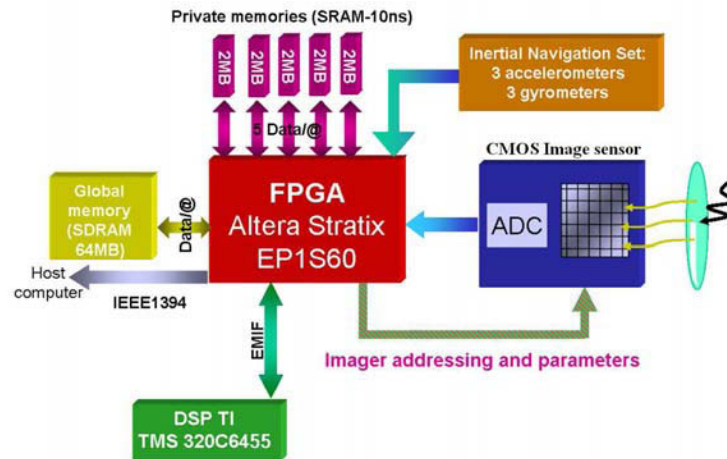 Private memories (SRAM-10ns)
2MB
2MB
2MB
2MB
2MB
5 Data/@
Inertial Navigation Set:
3 accelerometers
3 gyrometers
CMOS Image sensor
ADC
FPGA
Altera Stratix
EP1S60
Global
memory
(SDRAM
64MB)
Data/@
Host
computer
IEEE1394
EMIF
Imager addressing and parameters
DSP TI
TMS 320C6455